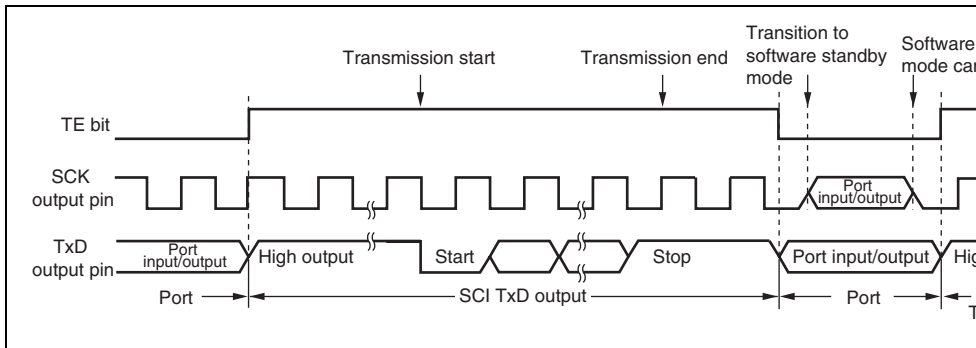 Transmission start
Transmission end
Transition to
software standby
mode
Software
mode
TE bit
SCK
output pin
Port
input/output
TxD
output pin
Port
input/output
High output
Start
Stop
Port input/output
Port
SCI TxD output
Port